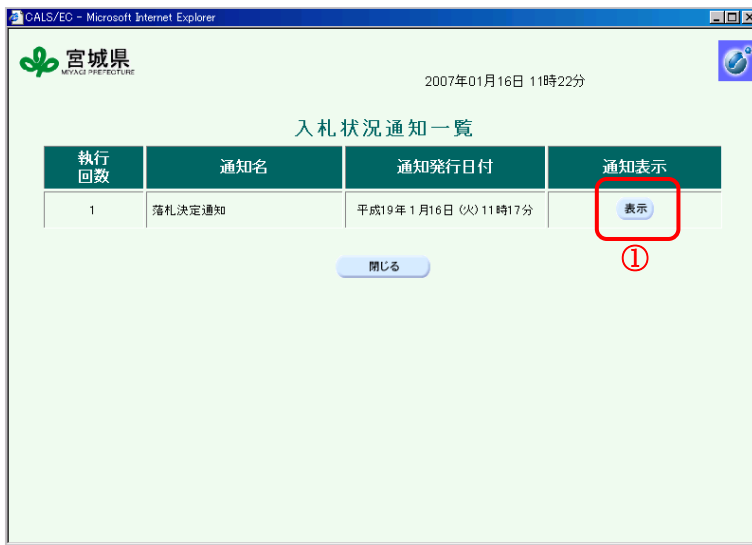 CALS/EC - Microsoft Internet Explorer
宮城県
MIYAGI PREFECTURE
2007年01月16日 11時22分
入札状況通知一覧
執行回数 通知名 通知発行日付 通知表示
1 落札決定通知 平成19年1月16日(火)11時17分 表示
閉じる
①